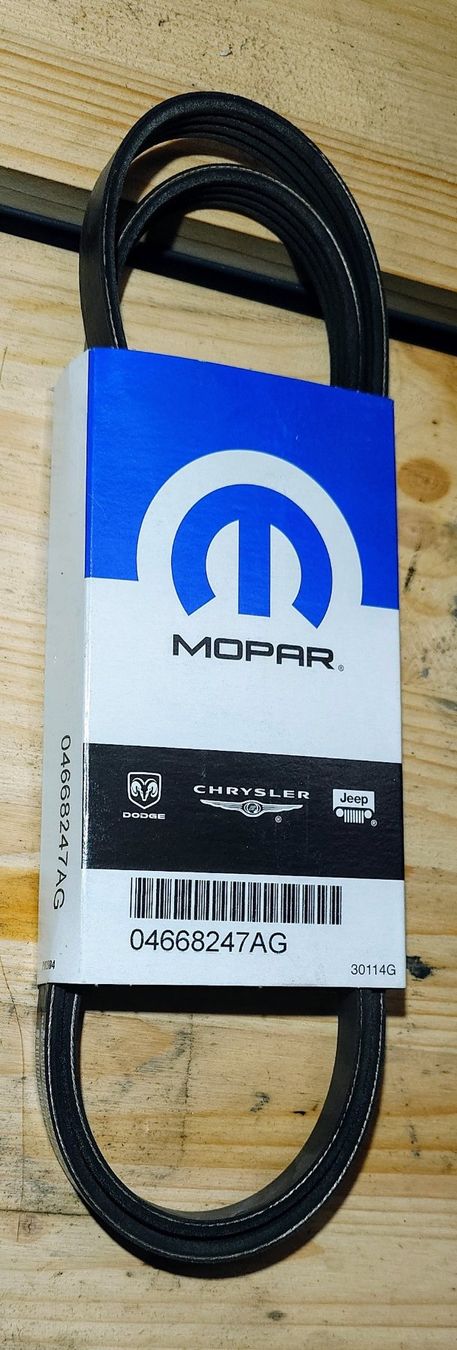 MOPAR®
DODGE
CHRYSLER
®
Jeep
®
04668247AG
30114G
04668247AG